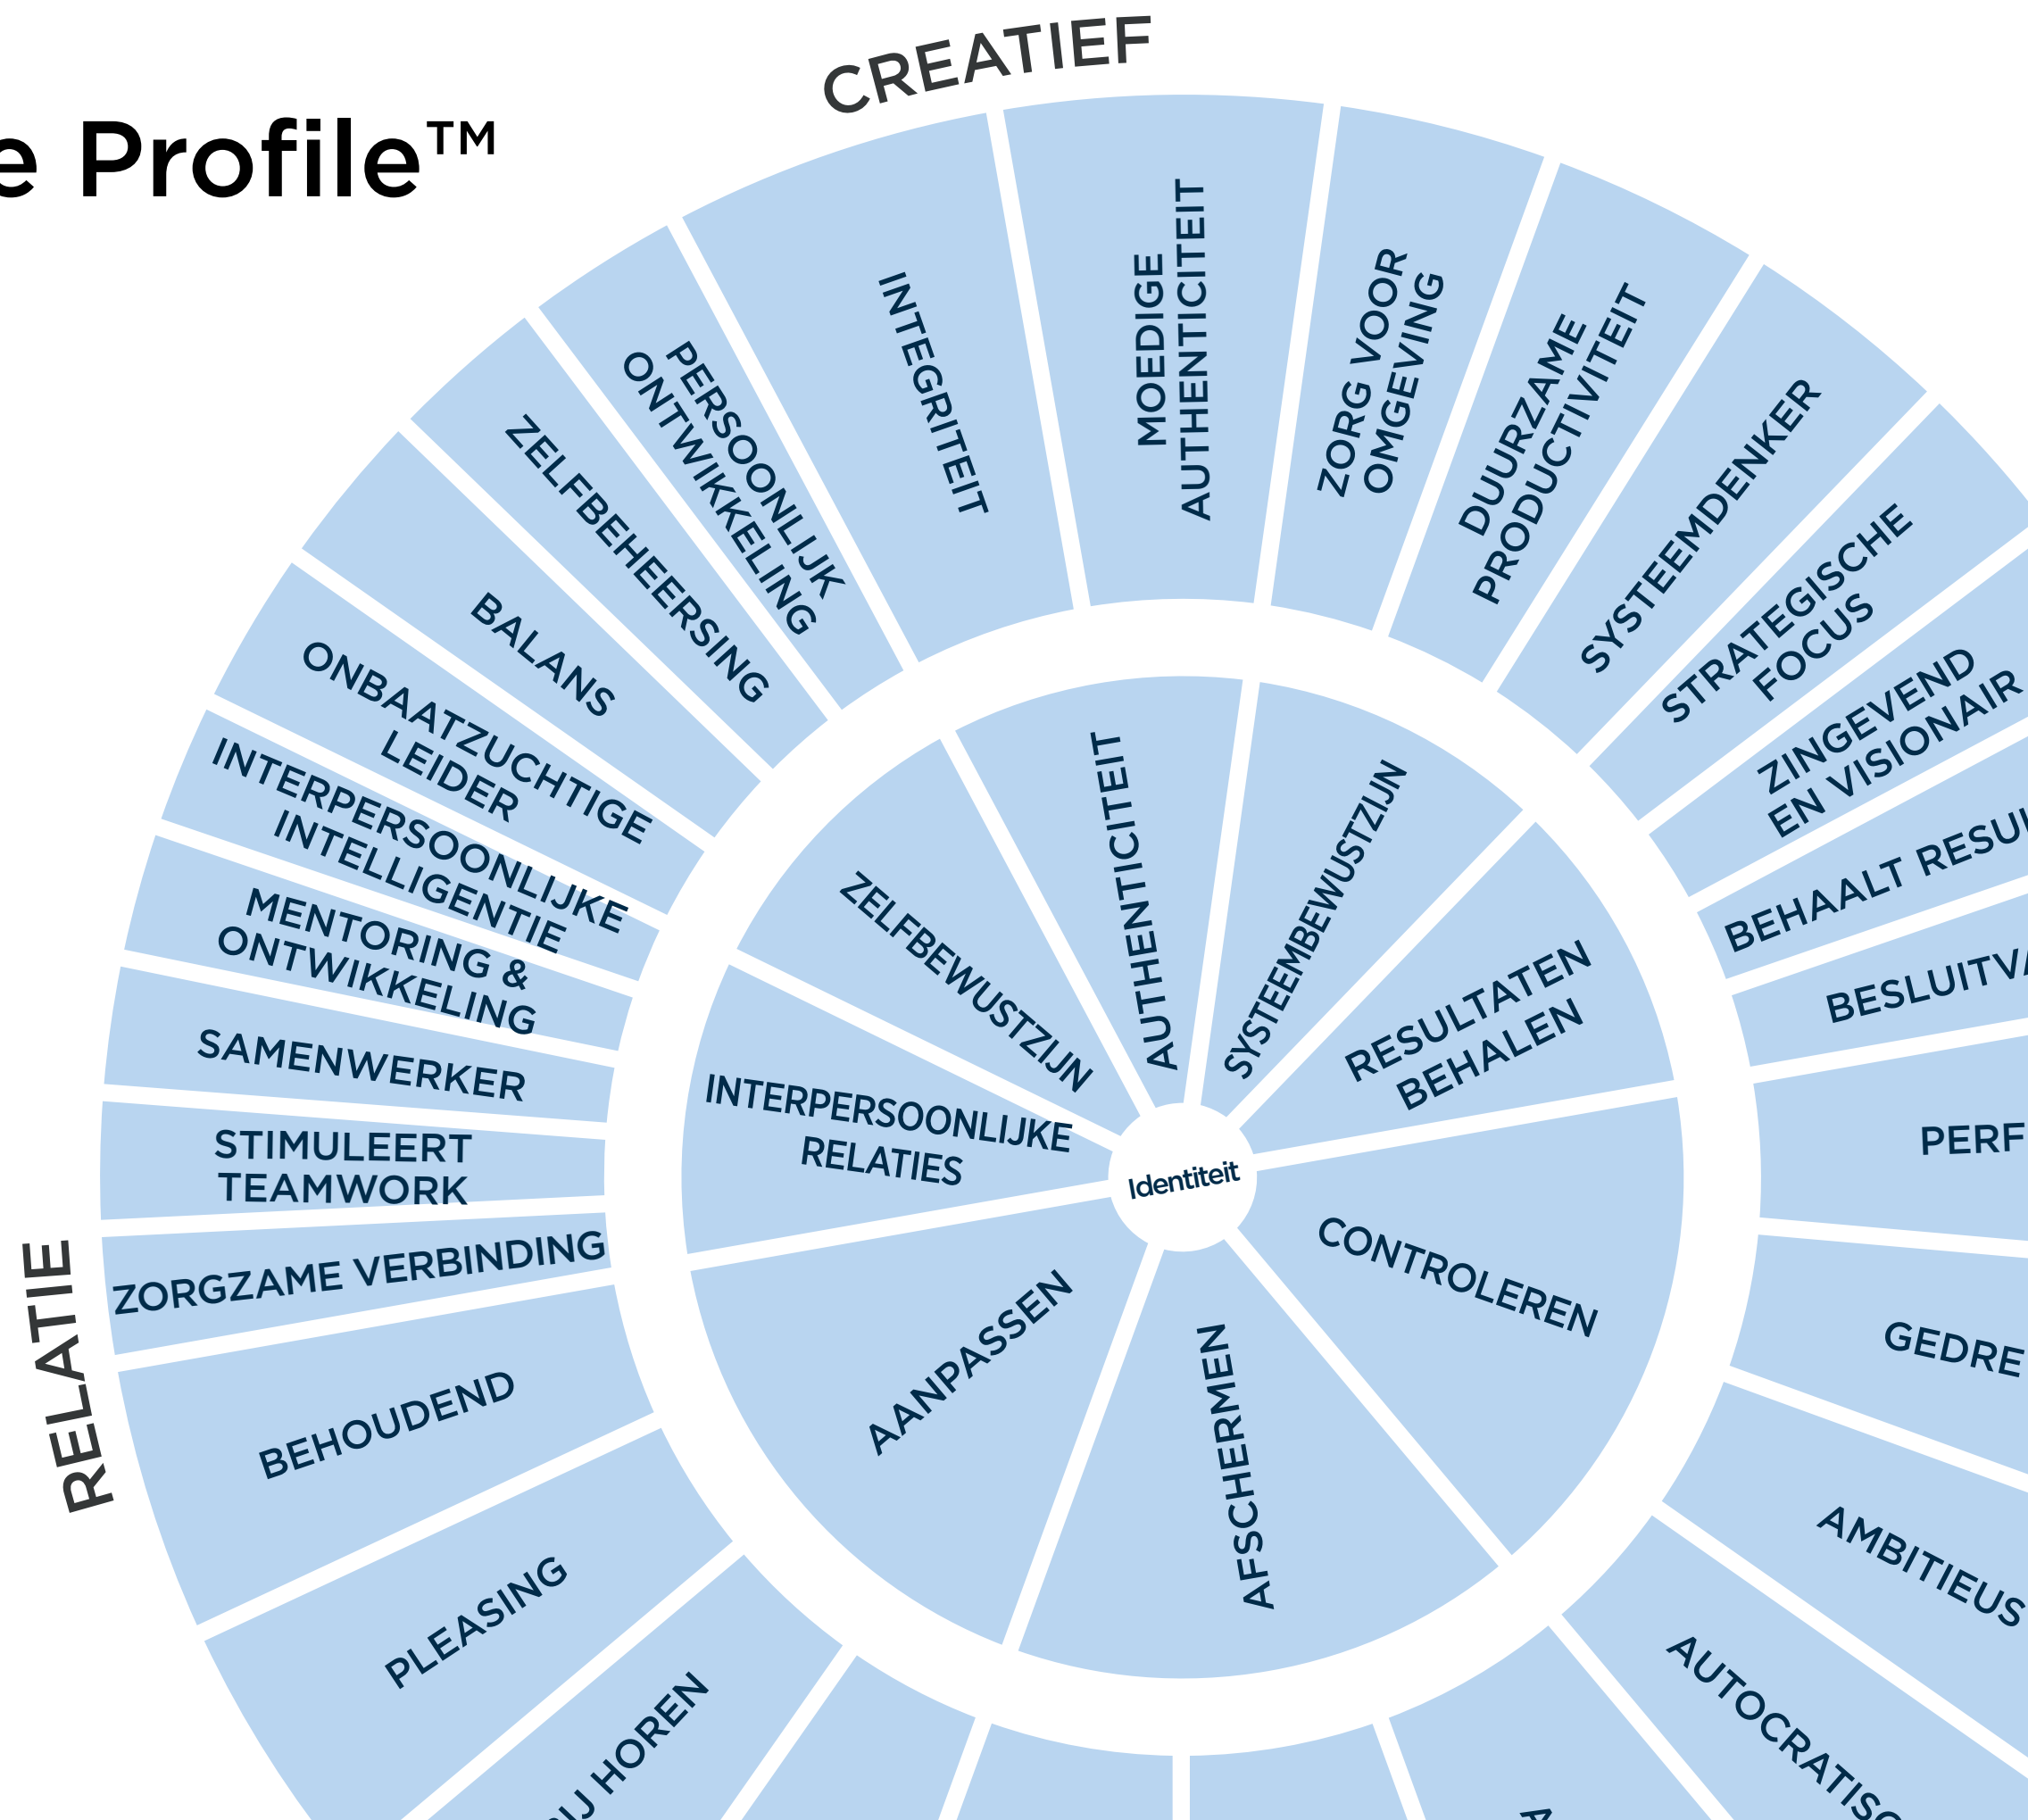 CREATIEF
e Profile™
MOEDIGE
AUTHENTICITEIT
ZORG VOOR
OMGEVING
DUURZAME
PRODUCTIVITEIT
SYSTEEMDENKER
STRATEGISCHE
FOCUS
ZINGEVEND
EN VISIONAIR
BEHAALT RESU
BESLUITV
PERF
GEDRE
AMBITIEUS
AUTOCRATISC
INTEGRITEIT
PERSOONLIJK
ONTWIKKELING
ZELFBEHEERSING
BALANS
ONBAATZUCHTIGE
LEIDER
INTERPERSOONLIJKE
INTELLIGENTIE
MENTORING &
ONTWIKKELING
SAMENWERKER
STIMULEERT
TEAMWORK
ZORGZAME VERBINDING
BEHOUDEND
PLEASING
HOREN
RELATIE
AUTHENTICITEIT
SYSTEEMBEWUSTZIJN
RESULTATEN
BEHALEN
CONTROLEREN
AFSCHERMEN
AANPASSEN
INTERPERSOONLIJKE
RELATIES
ZELFBEWUSTZIJN
Identiteit